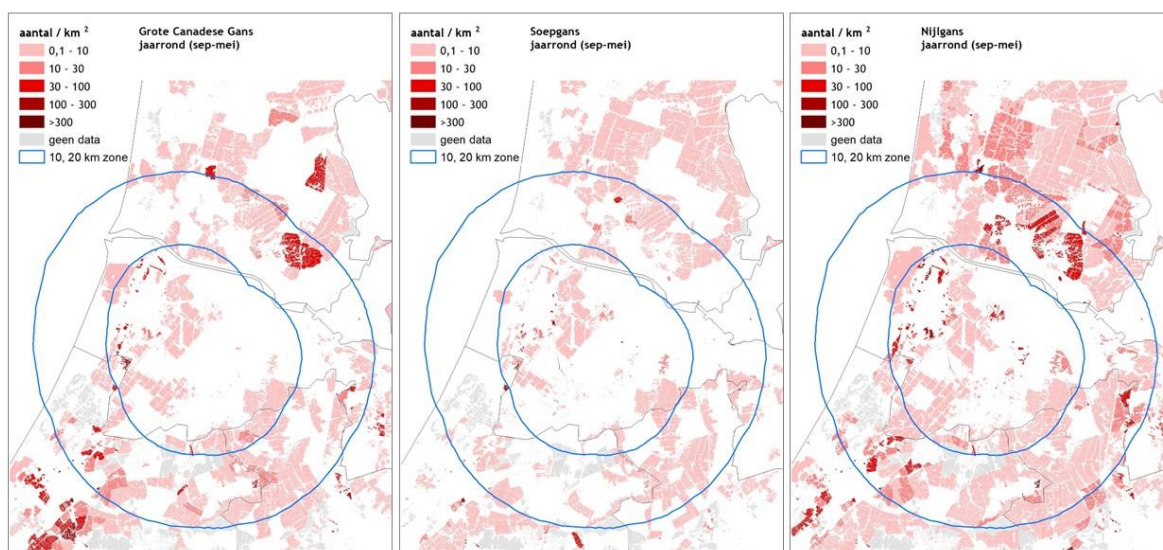 aantal / km ²
Grote Canadese Gans
jaarrond (sep-mei)
0,1 - 10
10 - 30
30 - 100
100 - 300
>300
geen data
10, 20 km zone
aantal / km ²
Soepgans
jaarrond (sep-mei)
0,1 - 10
10 - 30
30 - 100
100 - 300
>300
geen data
10, 20 km zone
aantal / km ²
Nijlgans
jaarrond (sep-mei)
0,1 - 10
10 - 30
30 - 100
100 - 300
>300
geen data
10, 20 km zone